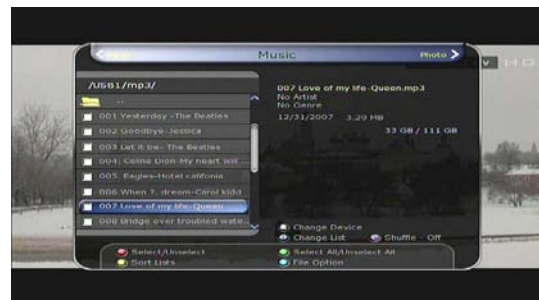 Music
Photo
/USB1/mp3/
..
001 Yesterday -The Beatles
002 Goodbye-Jessica
003 Let it be- The Beatles
004. Celine Dion-My heart will ...
005. Eagles-Hotel califonia
006 When ?. dream-Carol kidd
007 Love of my life-Queen
008 Bridge over troubled wate...
007 Love of my life-Queen.mp3
No Artist
No Genre
12/31/2007 3.29 MB
33 GB / 111 GB
Change Device
Change List
Shuffle - Off
Select/Unselect
Select All/Unselect All
Sort Lists
File Option